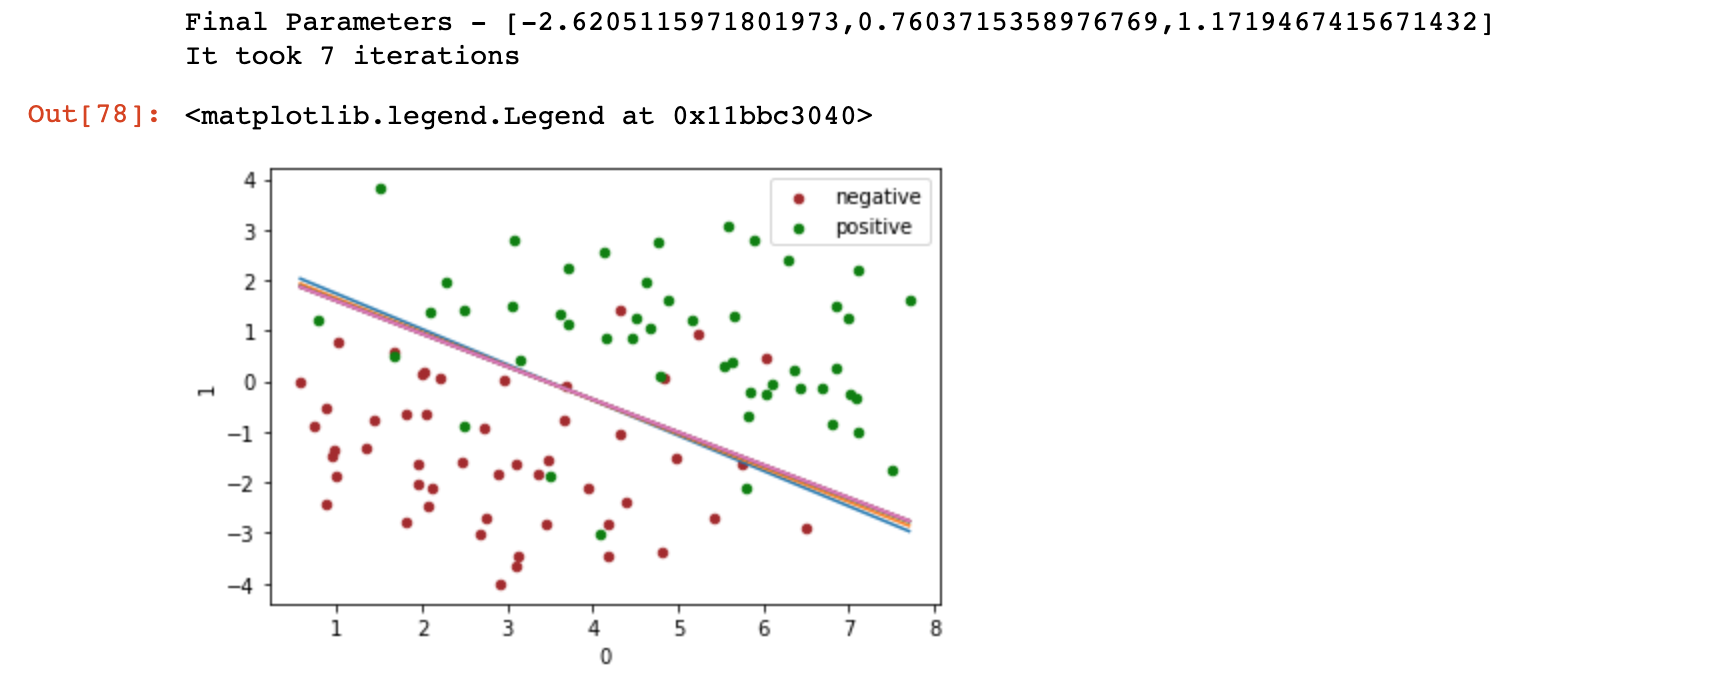 Final Parameters - [-2.6205115971801973,0.7603715358976769,1.1719467415671432]
It took 7 iterations
Out[78]: <matplotlib.legend.Legend at 0x11bbc3040>
negative
positive
4
3
2
1
0
−1
−2
−3
−4
1
1 2 3 4 5 6 7 8
0